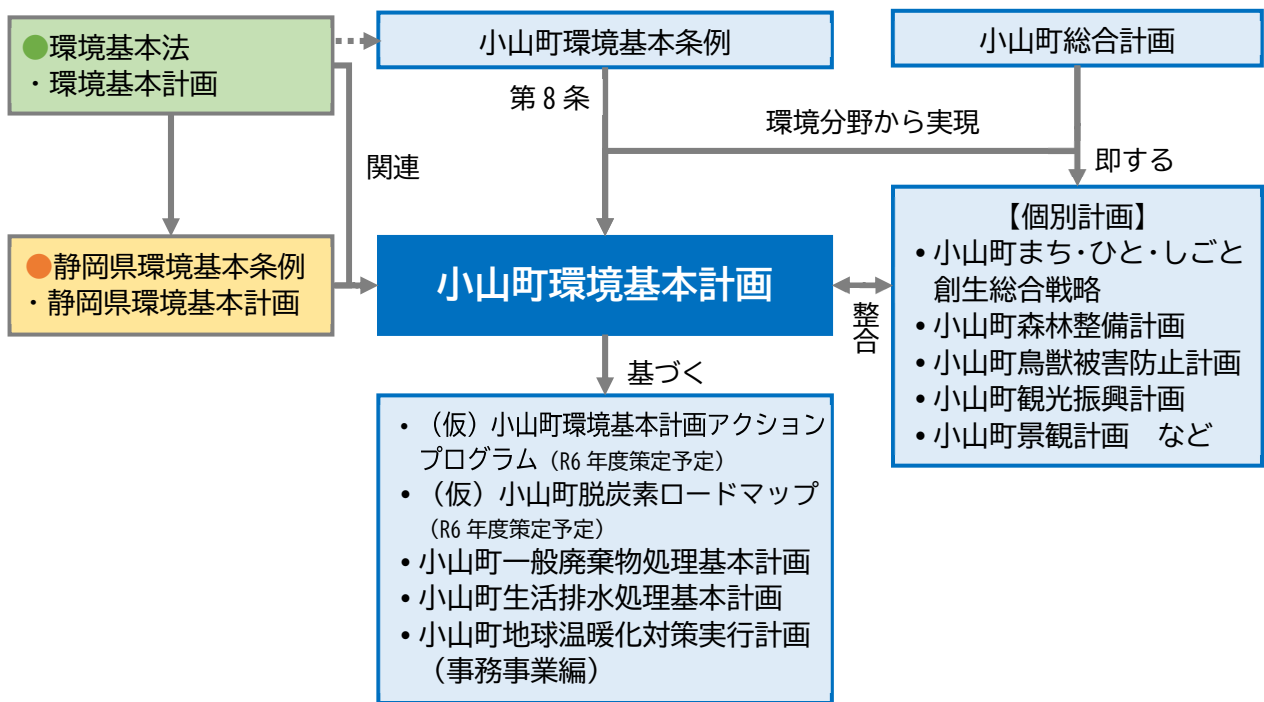 ●環境基本法
・環境基本計画
小山町環境基本条例
小山町総合計画
第8条
環境分野から実現
関連
即する
●静岡県環境基本条例
・静岡県環境基本計画
小山町環境基本計画
整合
【個別計画】
•小山町まち・ひと・しごと
創生総合戦略
•小山町森林整備計画
•小山町鳥獣被害防止計画
•小山町観光振興計画
•小山町景観計画　など
基づく
•（仮）小山町環境基本計画アクション
プログラム（R6年度策定予定）
•（仮）小山町脱炭素ロードマップ
（R6年度策定予定）
•小山町一般廃棄物処理基本計画
•小山町生活排水処理基本計画
•小山町地球温暖化対策実行計画
（事務事業編）